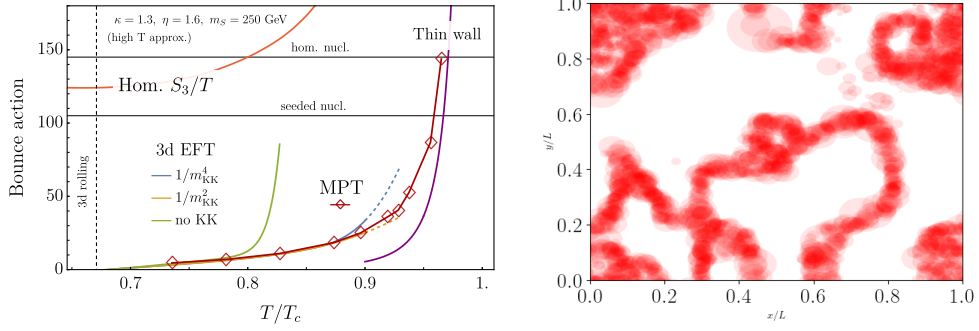 κ = 1.3, η = 1.6, m_S = 250 GeV
(high T approx.)
hom. nucl.
Thin wall
Hom. S_3/T
seeded nucl.
3d EFT
1/m_KK^4
1/m_KK^2
no KK
MPT
3d rolling
Bounce action
150
100
50
0
0.7
0.8
0.9
1.
T/T_c
1.0
0.8
0.6
0.4
0.2
0.0
y/L
0.0
0.2
0.4
0.6
0.8
1.0
x/L